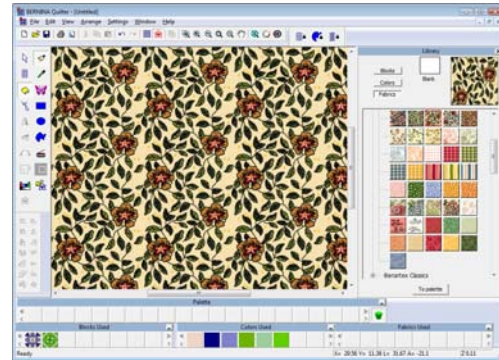 BERNINA Quilter - [Untitled]
File Edit View Arrange Settings Window Help
Library
Blocks
Colors
Fabrics
Blank
Benartex Classics
To palette
Palette
Blocks Used
Colors Used
Fabrics Used
Ready